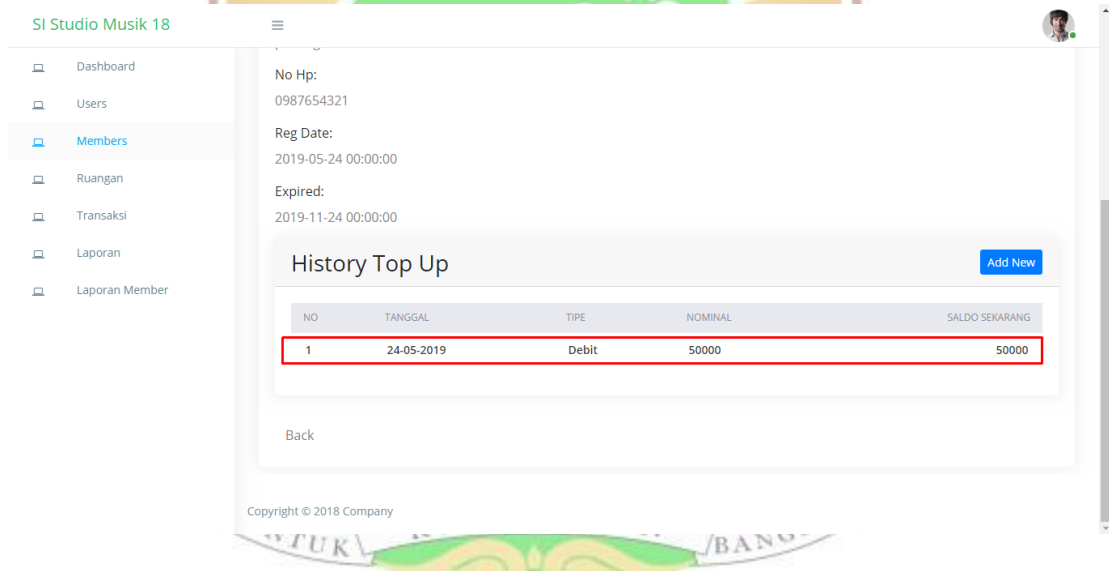 SI Studio Musik 18
Dashboard
Users
Members
Ruangan
Transaksi
Laporan
Laporan Member
No Hp:
0987654321
Reg Date:
2019-05-24 00:00:00
Expired:
2019-11-24 00:00:00
History Top Up
Add New
NO TANGGAL TIPE NOMINAL SALDO SEKARANG
1 24-05-2019 Debit 50000 50000
Back
Copyright © 2018 Company